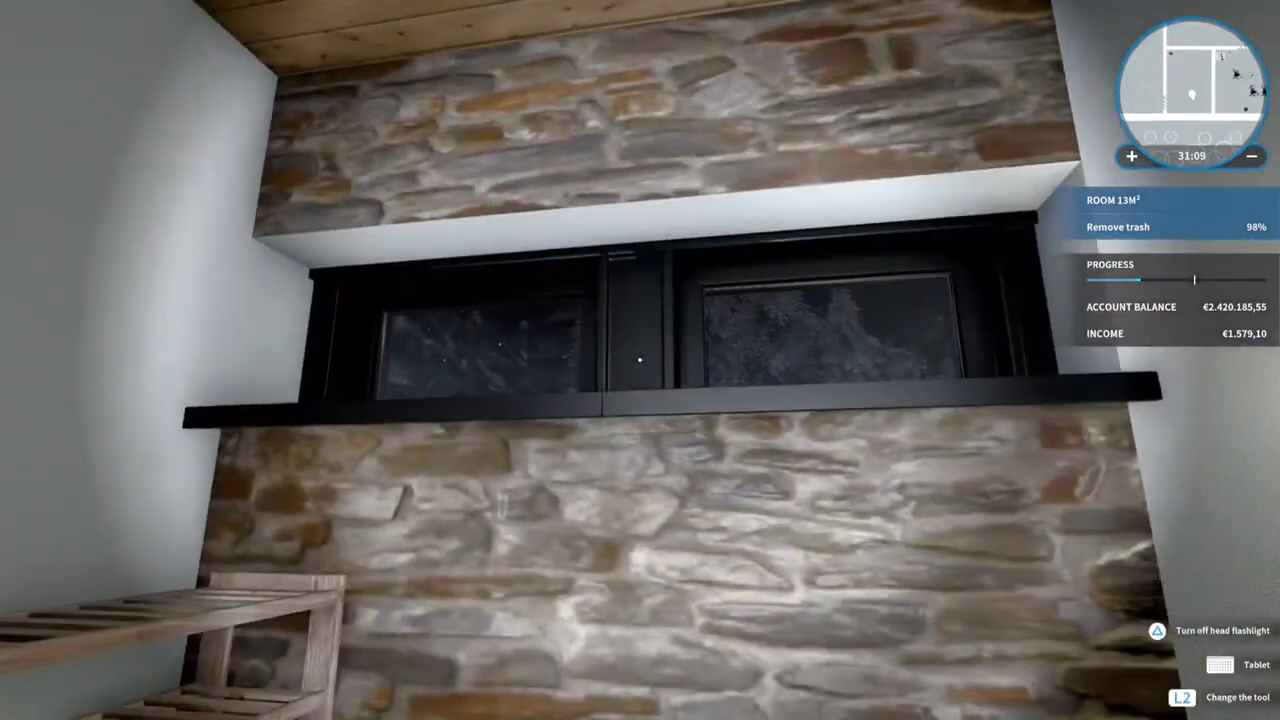 31:09
ROOM 13M²
Remove trash 98%
PROGRESS
ACCOUNT BALANCE €2.420.185,55
INCOME €1.579,10
Turn off head flashlight
Tablet
L2 Change the tool